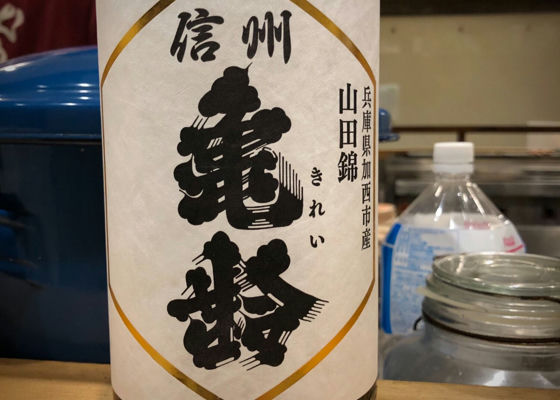 信州
亀齢
きれい
兵庫県加西市産
山田錦